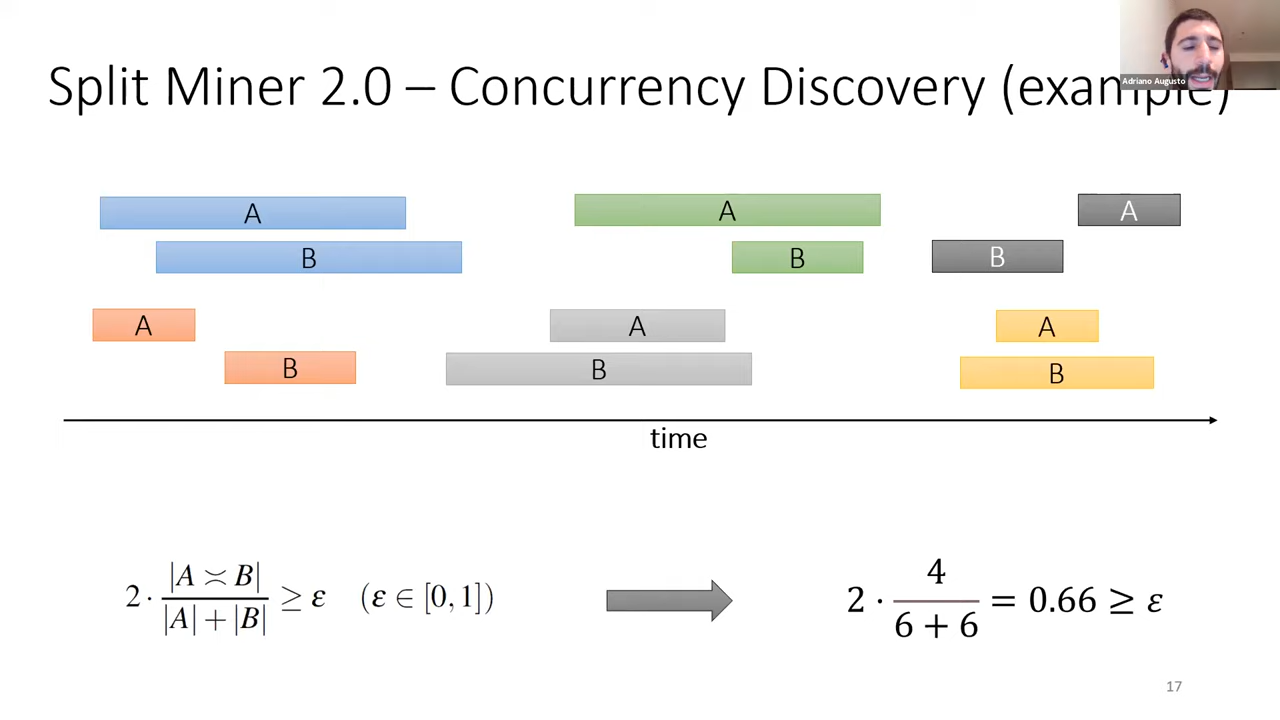 Split Miner 2.0 – Concurrency Discovery (example)
Adriano Augusto
A
B
A
B
A
B
A
B
A
B
A
B
time
2 · |A ≍ B| / |A| + |B| ≥ ε (ε ∈ [0, 1])
2 · 4 / 6 + 6 = 0.66 ≥ ε
17